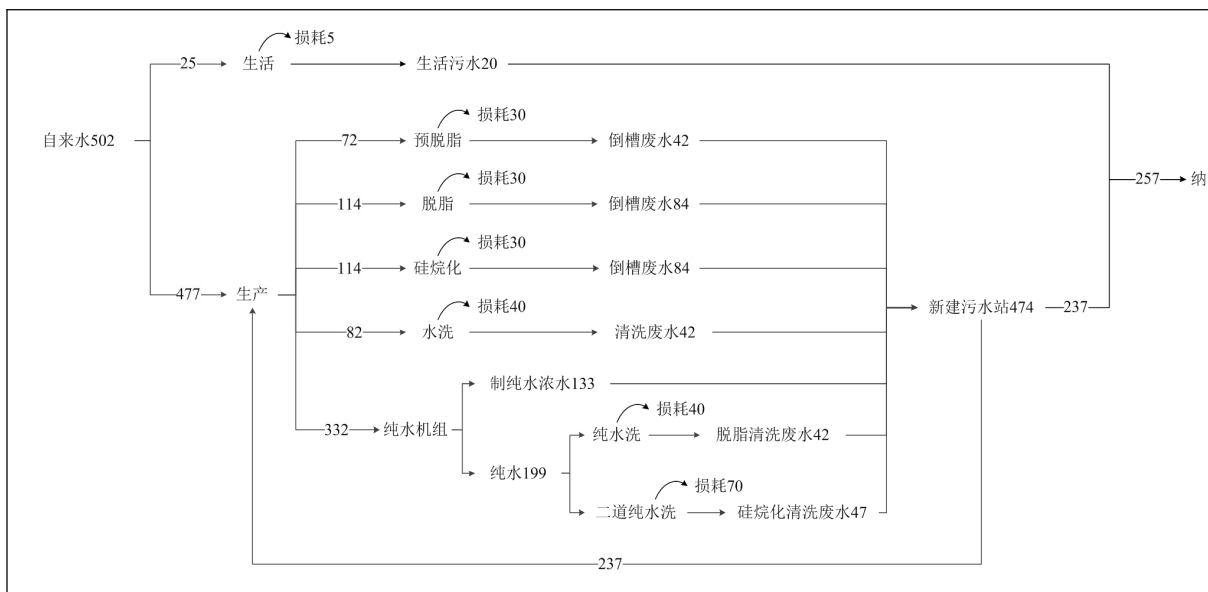 损耗5
25
生活
生活污水20
自来水502
损耗30
72
预脱脂
倒槽废水42
损耗30
114
脱脂
倒槽废水84
257
纳
损耗30
114
硅烷化
倒槽废水84
477
生产
损耗40
82
水洗
清洗废水42
新建污水站474
237
制纯水浓水133
损耗40
332
纯水机组
纯水洗
脱脂清洗废水42
纯水199
损耗70
二道纯水洗
硅烷化清洗废水47
237